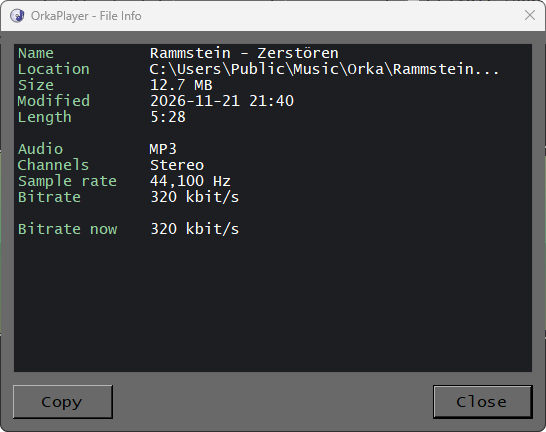 OrkaPlayer - File Info
Name Rammstein - Zerstören
Location C:\Users\Public\Music\Orka\Rammstein...
Size 12.7 MB
Modified 2026-11-21 21:40
Length 5:28
Audio MP3
Channels Stereo
Sample rate 44,100 Hz
Bitrate 320 kbit/s
Bitrate now 320 kbit/s
Copy Close